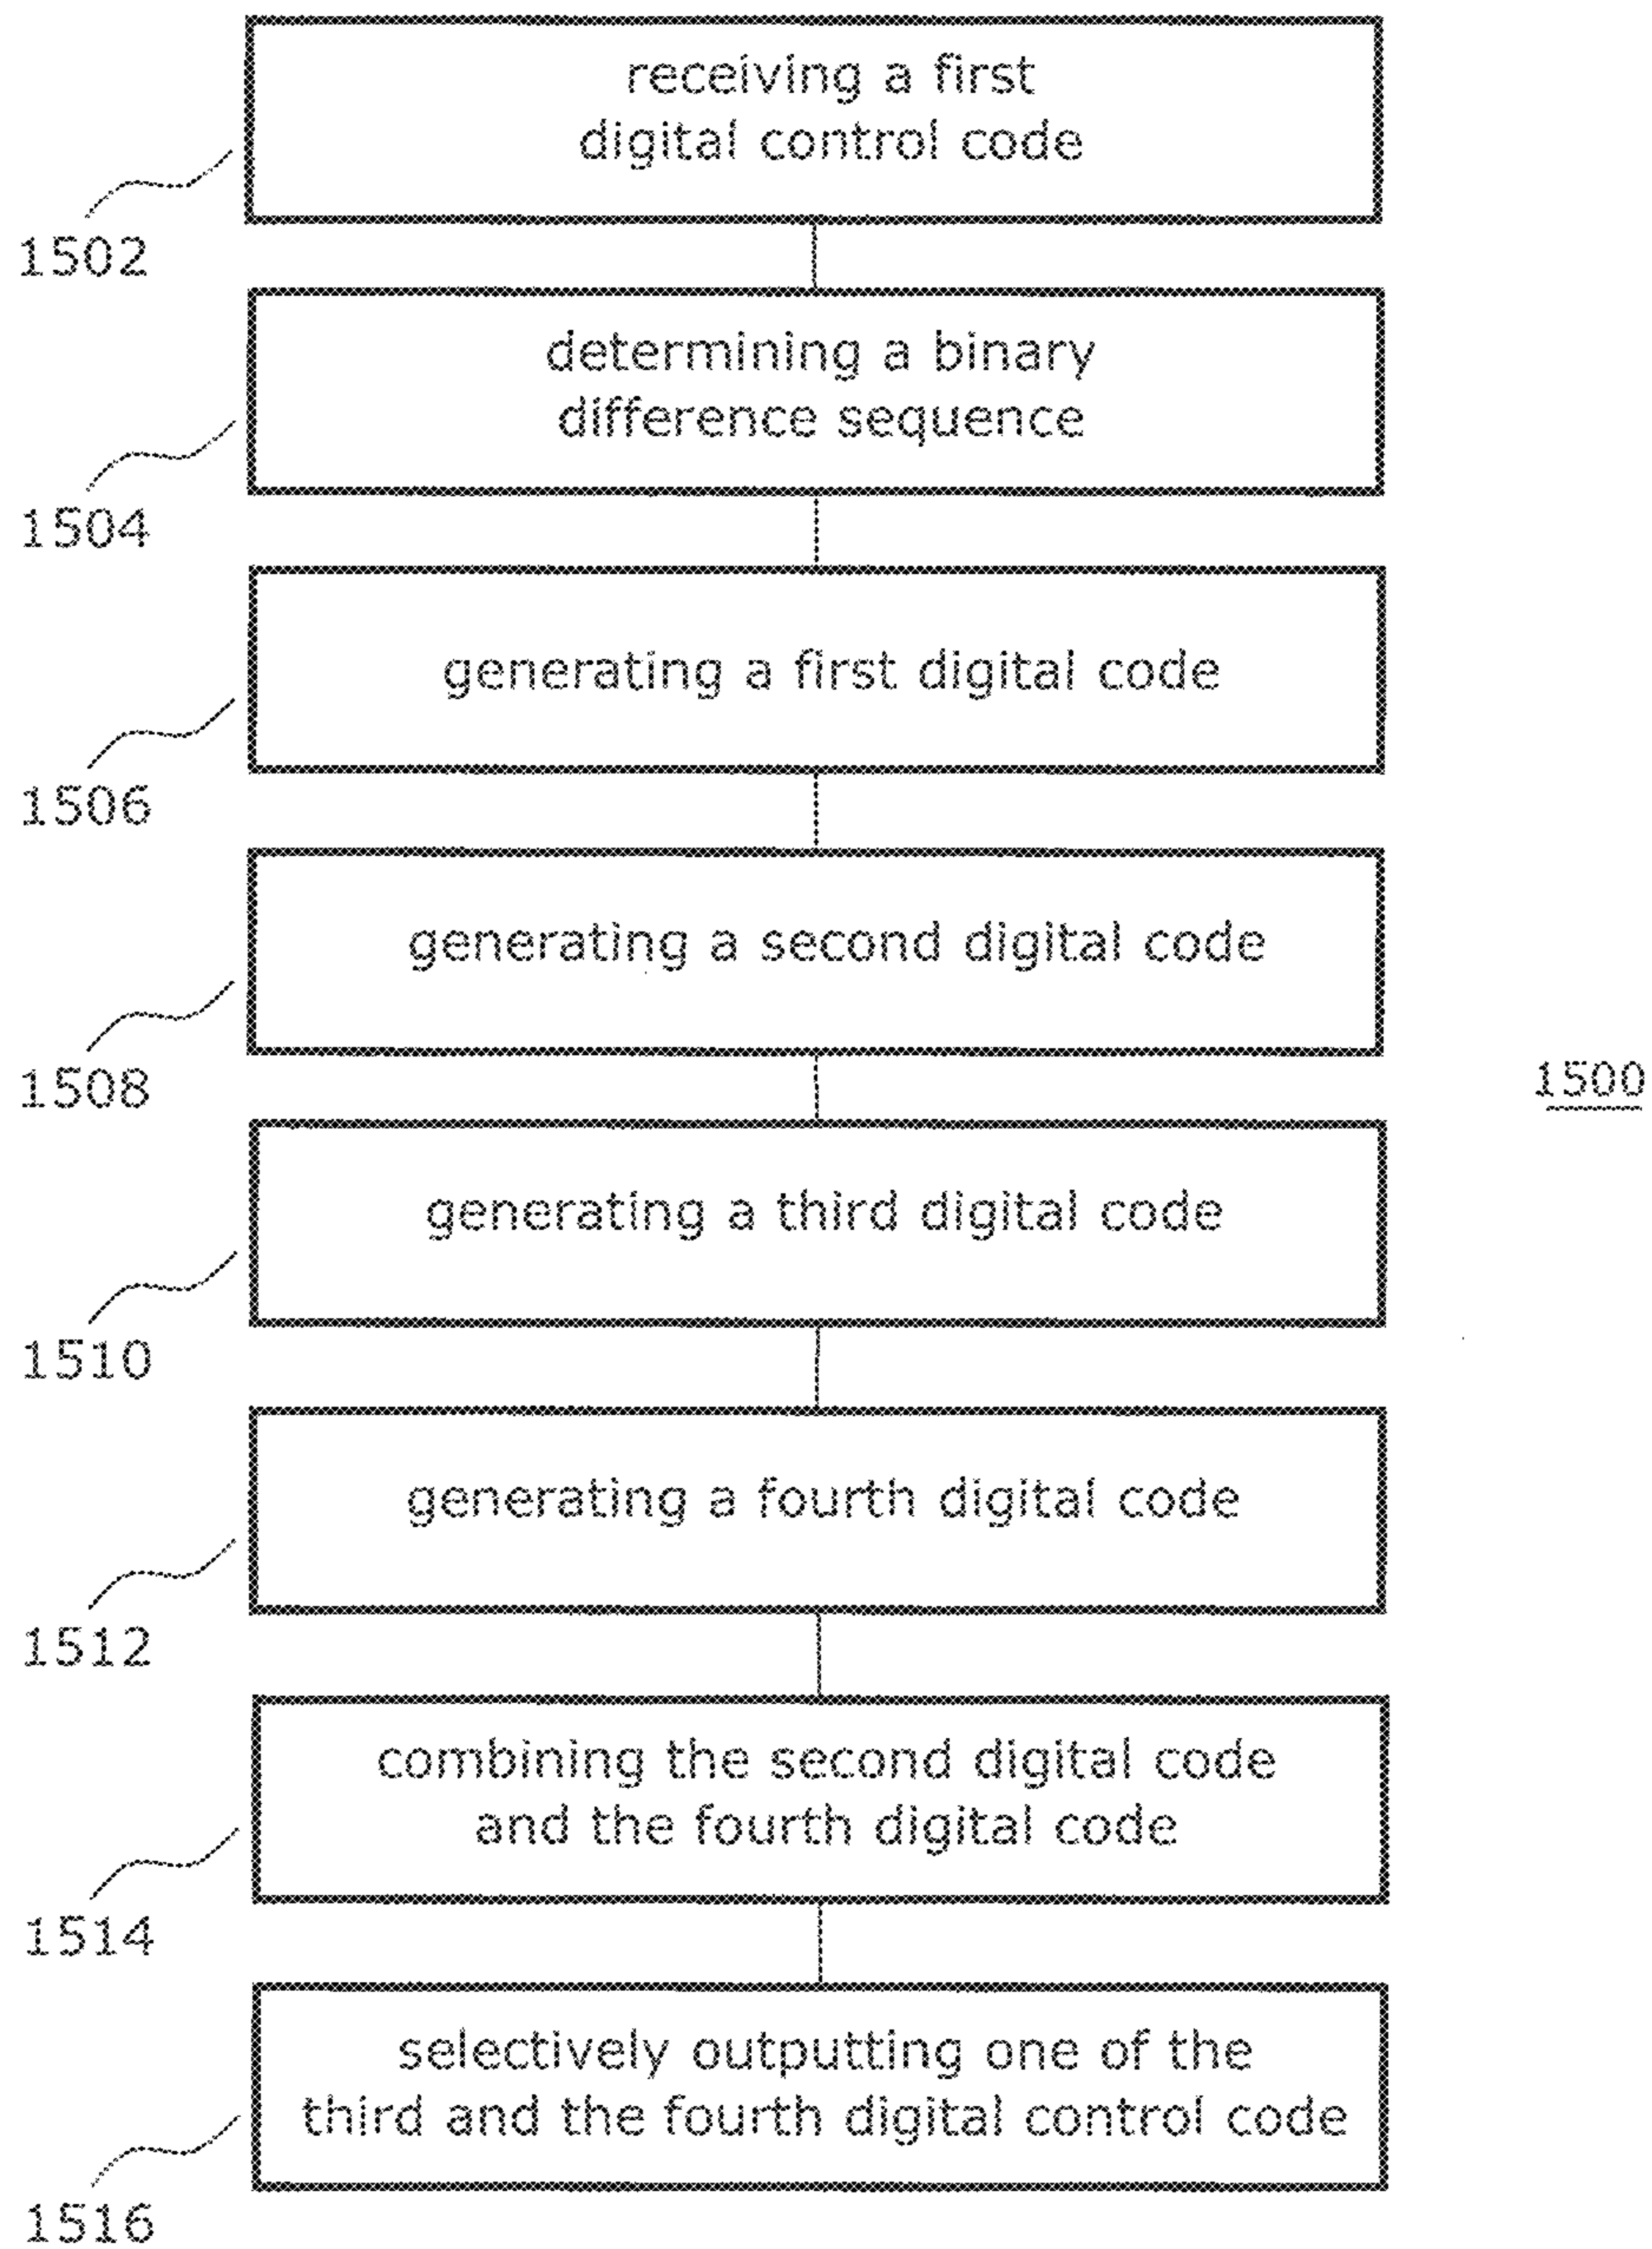 receiving a first
digital control code
1502
determining a binary
difference sequence
1504
generating a first digital code
1506
generating a second digital code
1508
1500
generating a third digital code
1510
generating a fourth digital code
1512
combining the second digital code
and the fourth digital code
1514
selectively outputting one of the
third and the fourth digital control code
1516